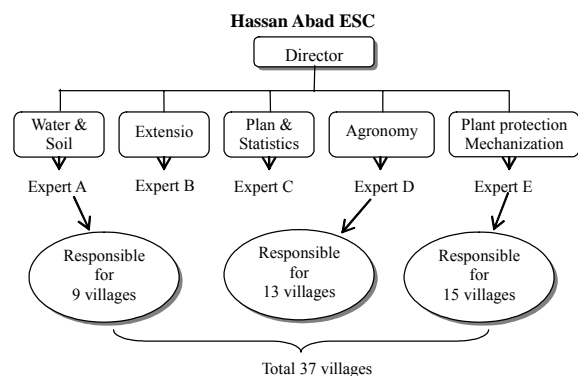 Hassan Abad ESC
Director
Water &
Soil
Extensio
Plan &
Statistics
Agronomy
Plant protection
Mechanization
Expert A
Expert B
Expert C
Expert D
Expert E
Responsible
for
9 villages
Responsible
for
13 villages
Responsible
for
15 villages
Total 37 villages